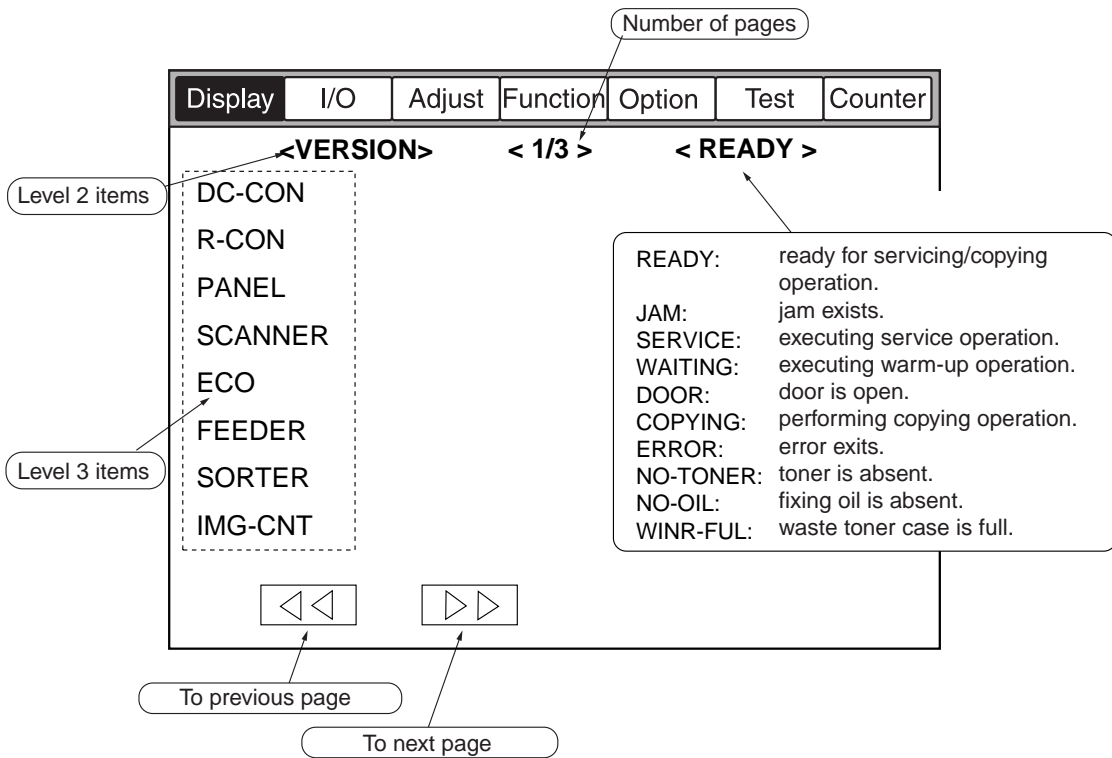 Number of pages
Display I/O Adjust Function Option Test Counter
<VERSION> < 1/3 > < READY >
Level 2 items
DC-CON
R-CON
PANEL
SCANNER
ECO
FEEDER
SORTER
IMG-CNT
Level 3 items
READY: ready for servicing/copying
operation.
JAM: jam exists.
SERVICE: executing service operation.
WAITING: executing warm-up operation.
DOOR: door is open.
COPYING: performing copying operation.
ERROR: error exits.
NO-TONER: toner is absent.
NO-OIL: fixing oil is absent.
WINR-FUL: waste toner case is full.
To previous page
To next page